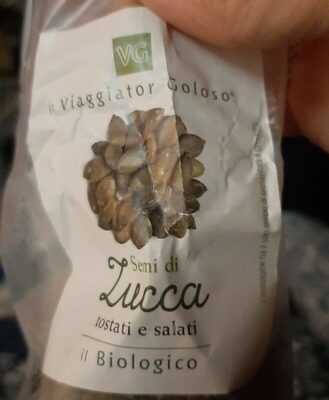 VG
il Viaggiator Goloso®
Semi di
Zucca
tostati e salati
il Biologico